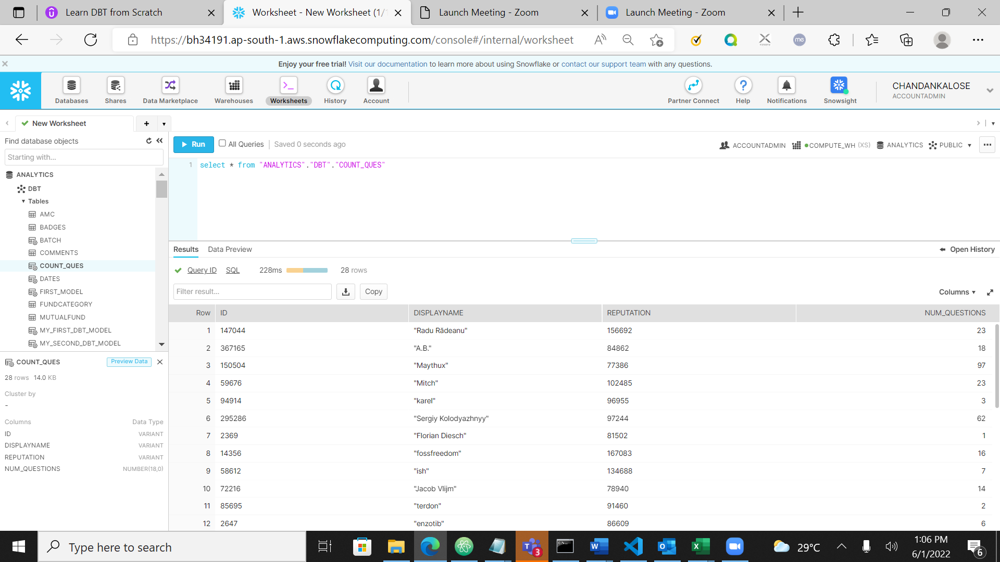 Learn DBT from Scratch
Worksheet - New Worksheet (1/
Launch Meeting - Zoom
Launch Meeting - Zoom
https://bh34191.ap-south-1.aws.snowflakecomputing.com/console#/internal/worksheet
Enjoy your free trial! Visit our documentation to learn more about using Snowflake or contact our support team with any questions.
Databases
Shares
Data Marketplace
Warehouses
Worksheets
History
Account
Partner Connect
Help
Notifications
Snowsight
CHANDANKALOSE
ACCOUNTADMIN
New Worksheet
Find database objects
Starting with...
Run
All Queries
Saved 0 seconds ago
ACCOUNTADMIN
COMPUTE_WH (XS)
ANALYTICS
PUBLIC
1 select * from "ANALYTICS"."DBT"."COUNT_QUES"
ANALYTICS
DBT
Tables
AMC
BADGES
BATCH
COMMENTS
COUNT_QUES
DATES
FIRST_MODEL
FUNDCATEGORY
MUTUALFUND
MY_FIRST_DBT_MODEL
MY_SECOND_DBT_MODEL
COUNT_QUES
Preview Data
28 rows 14.0 KB
Cluster by
-
Columns Data Type
ID VARIANT
DISPLAYNAME VARIANT
REPUTATION VARIANT
NUM_QUESTIONS NUMBER(18,0)
Results
Data Preview
Open History
Query ID
SQL
228ms
28 rows
Filter result...
Copy
Columns
Row ID DISPLAYNAME REPUTATION NUM_QUESTIONS
1 147044 "Radu Rădeanu" 156692 23
2 367165 "A.B." 84862 18
3 150504 "Maythux" 77386 97
4 59676 "Mitch" 102485 23
5 94914 "karel" 96955 3
6 295286 "Sergiy Kolodyazhnyy" 97244 62
7 2369 "Florian Diesch" 81502 1
8 14356 "fossfreedom" 167083 16
9 58612 "ish" 134688 7
10 72216 "Jacob Vlijm" 78940 14
11 85695 "terdon" 91460 2
12 2647 "enzotib" 86609 6
Type here to search
29°C
1:06 PM
6/1/2022
6